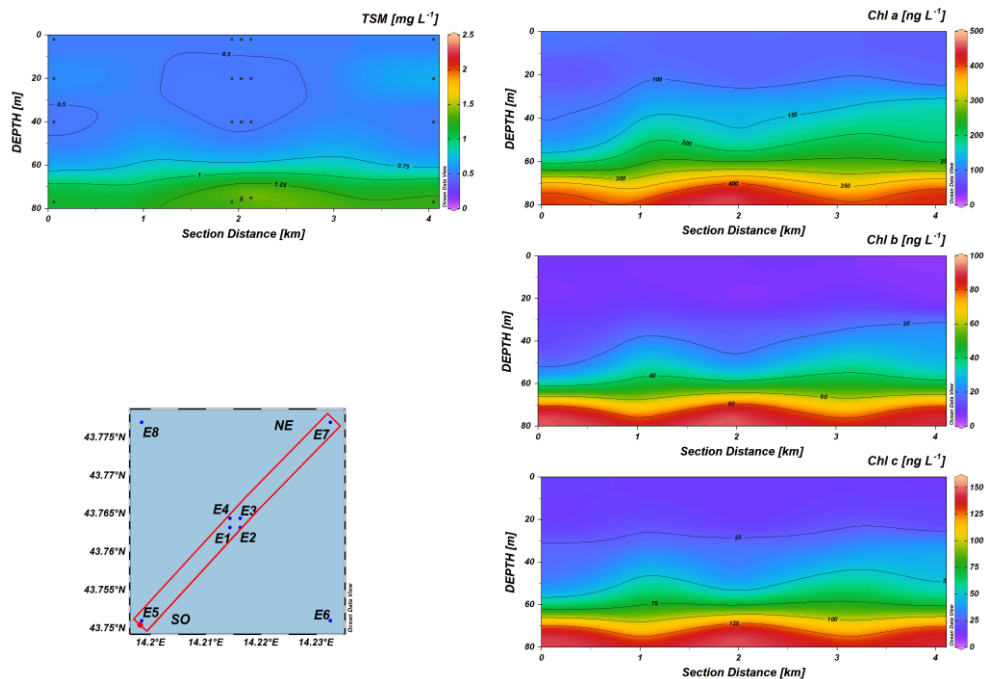 TSM [mg L⁻¹]
0
20
40
60
80
DEPTH [m]
0.5
0.5
0.75
1
1.25
2.5
2
1.5
1
0.5
0
Ocean Data View
0 1 2 3 4
Section Distance [km]
Chl a [ng L⁻¹]
0
20
40
60
80
DEPTH [m]
100
150
200
300
350
400
500
400
300
200
100
0
Ocean Data View
0 1 2 3 4
Section Distance [km]
Chl b [ng L⁻¹]
0
20
40
60
80
DEPTH [m]
20
40
60
80
100
80
60
40
20
0
Ocean Data View
0 1 2 3 4
Section Distance [km]
Chl c [ng L⁻¹]
0
20
40
60
80
DEPTH [m]
25
75
100
125
150
125
100
75
50
25
0
Ocean Data View
0 1 2 3 4
Section Distance [km]
43.775°N
43.77°N
43.765°N
43.76°N
43.755°N
43.75°N
E8
NE
E7
E4 E3
E1 E2
E5
SO
E6
Ocean Data View
14.2°E 14.21°E 14.22°E 14.23°E